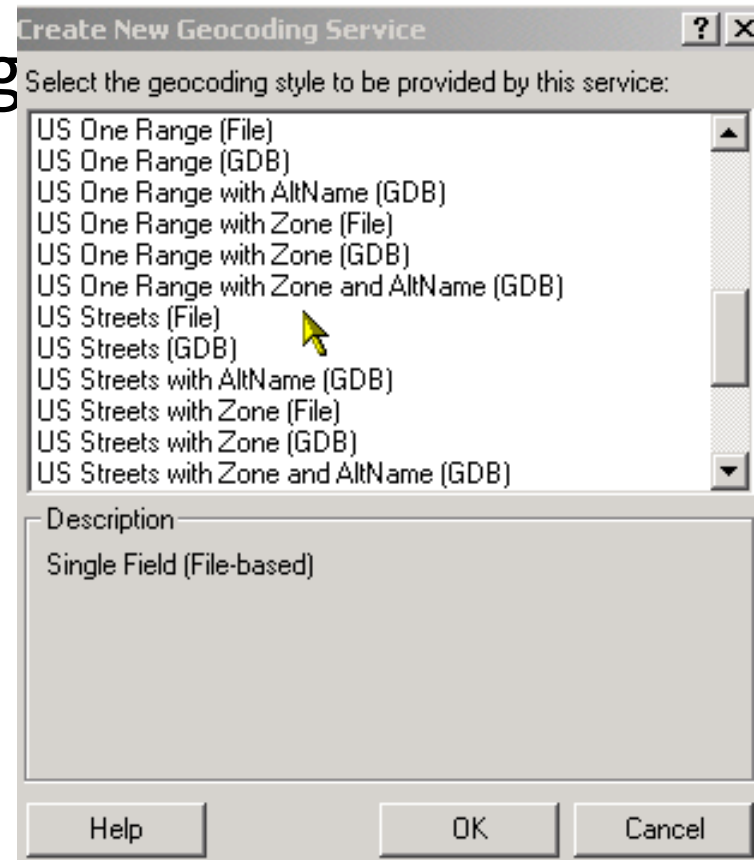 Create New Geocoding Service
g
Select the geocoding style to be provided by this service:
US One Range (File)
US One Range (GDB)
US One Range with AltName (GDB)
US One Range with Zone (File)
US One Range with Zone (GDB)
US One Range with Zone and AltName (GDB)
US Streets (File)
US Streets (GDB)
US Streets with AltName (GDB)
US Streets with Zone (File)
US Streets with Zone (GDB)
US Streets with Zone and AltName (GDB)
Description
Single Field (File-based)
Help OK Cancel